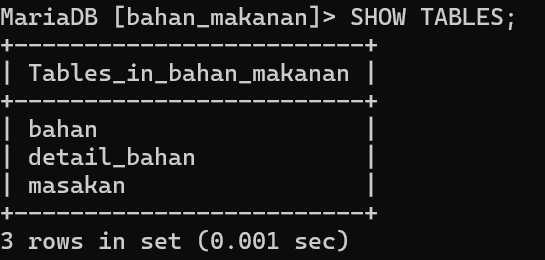 MariaDB [bahan_makanan]> SHOW TABLES;
+-------------------------+
| Tables_in_bahan_makanan |
+-------------------------+
| bahan                   |
| detail_bahan            |
| masakan                 |
+-------------------------+
3 rows in set (0.001 sec)